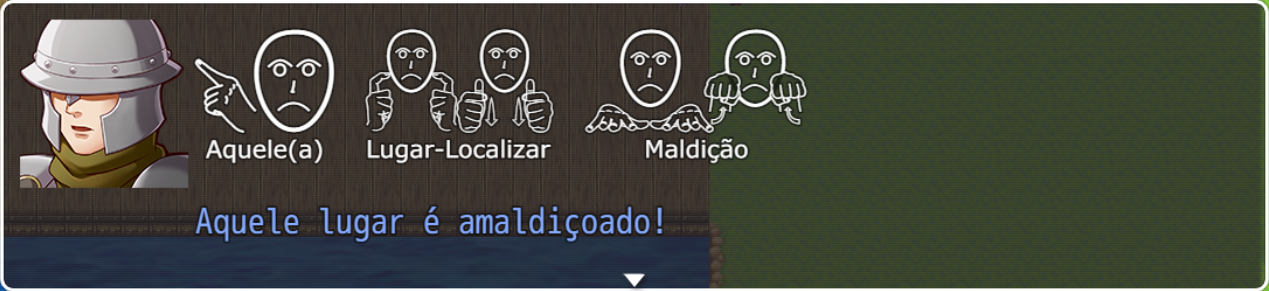 Aquele(a) Lugar-Localizar Maldição
Aquele lugar é amaldiçoado!